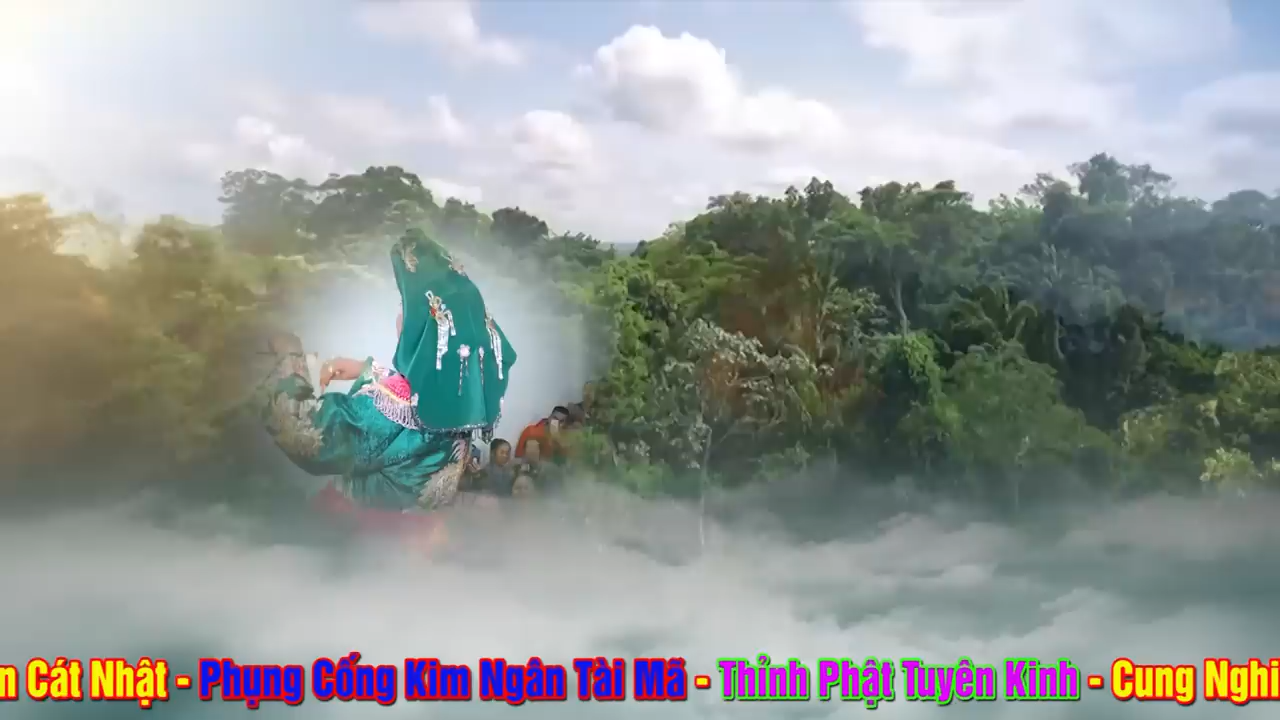 n Cát Nhật - Phụng Cống Kim Ngân Tài Mã - Thỉnh Phật Tuyên Kinh - Cung Nghi